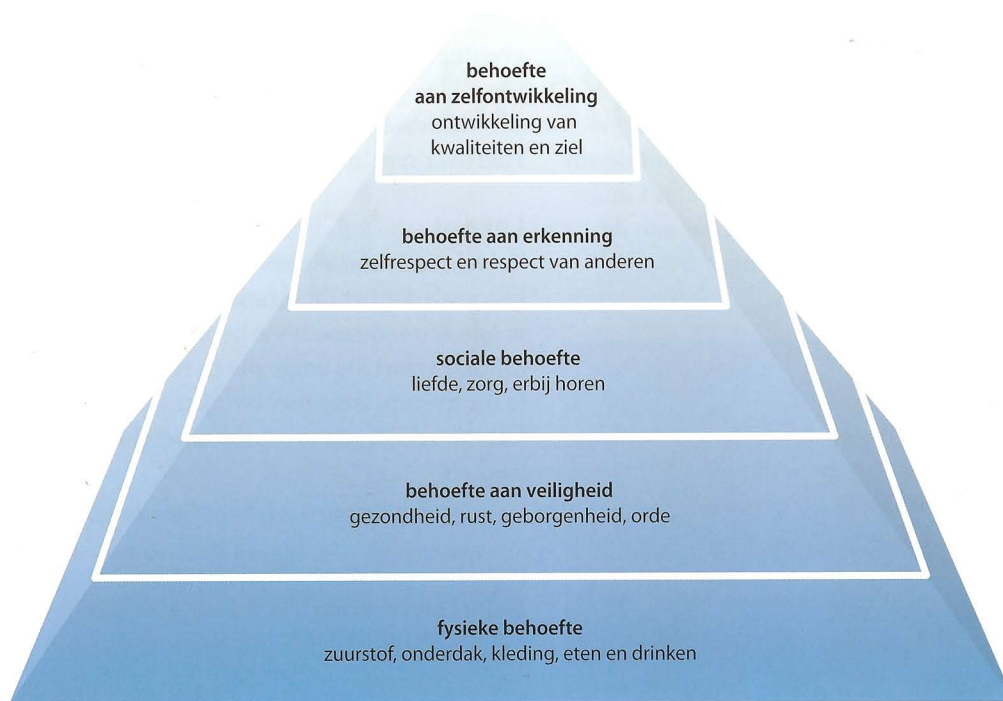 behoefte
aan zelfontwikkeling
ontwikkeling van
kwaliteiten en ziel
behoefte aan erkenning
zelfrespect en respect van anderen
sociale behoefte
liefde, zorg, erbij horen
behoefte aan veiligheid
gezondheid, rust, geborgenheid, orde
fysieke behoefte
zuurstof, onderdak, kleding, eten en drinken